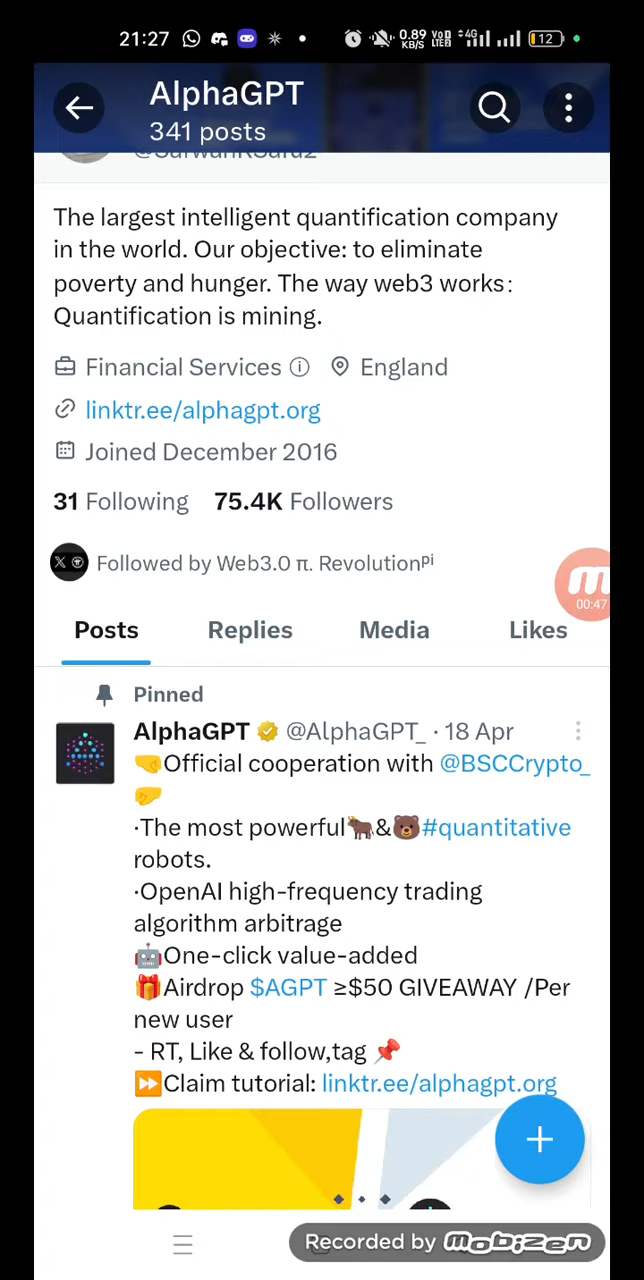 21:27
0.89 KB/S
4G
12
AlphaGPT
341 posts
@SarwanKSaru2
The largest intelligent quantification company
in the world. Our objective: to eliminate
poverty and hunger. The way web3 works:
Quantification is mining.
Financial Services England
linktr.ee/alphagpt.org
Joined December 2016
31 Following 75.4K Followers
Followed by Web3.0 π. Revolutionᵖⁱ
00:47
Posts Replies Media Likes
Pinned
AlphaGPT @AlphaGPT_ · 18 Apr
🤜Official cooperation with @BSCCrypto_
🤛
·The most powerful🐂&🐻#quantitative
robots.
·OpenAI high-frequency trading
algorithm arbitrage
🤖One-click value-added
🎁Airdrop $AGPT ≥$50 GIVEAWAY /Per
new user
- RT, Like & follow,tag 📌
⏩Claim tutorial: linktr.ee/alphagpt.org
Recorded by mobizen